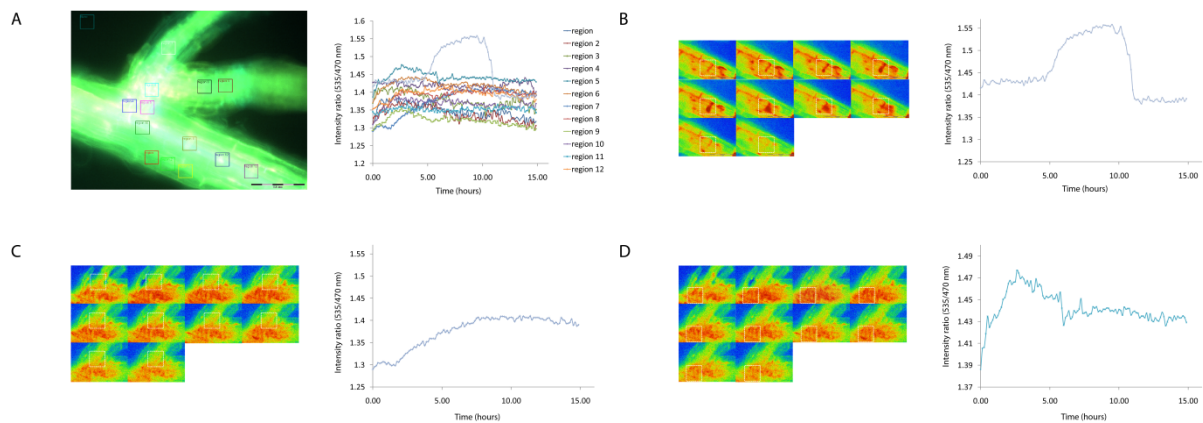 A
Intensity ratio (535/470 nm)
1.6
1.55
1.5
1.45
1.4
1.35
1.3
1.25
1.2
0.00 5.00 10.00 15.00
Time (hours)
region
region 2
region 3
region 4
region 5
region 6
region 7
region 8
region 9
region 10
region 11
region 12
B
Intensity ratio (535/470 nm)
1.55
1.5
1.45
1.4
1.35
1.3
1.25
0.00 5.00 10.00 15.00
Time (hours)
C
Intensity ratio (535/470 nm)
1.55
1.5
1.45
1.4
1.35
1.3
1.25
0.00 5.00 10.00 15.00
Time (hours)
D
Intensity ratio (535/470 nm)
1.49
1.47
1.45
1.43
1.41
1.39
1.37
0.00 5.00 10.00 15.00
Time (hours)